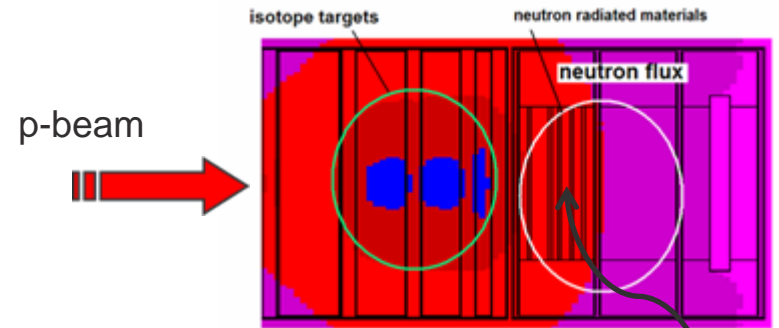 isotope targets
neutron radiated materials
neutron flux
p-beam